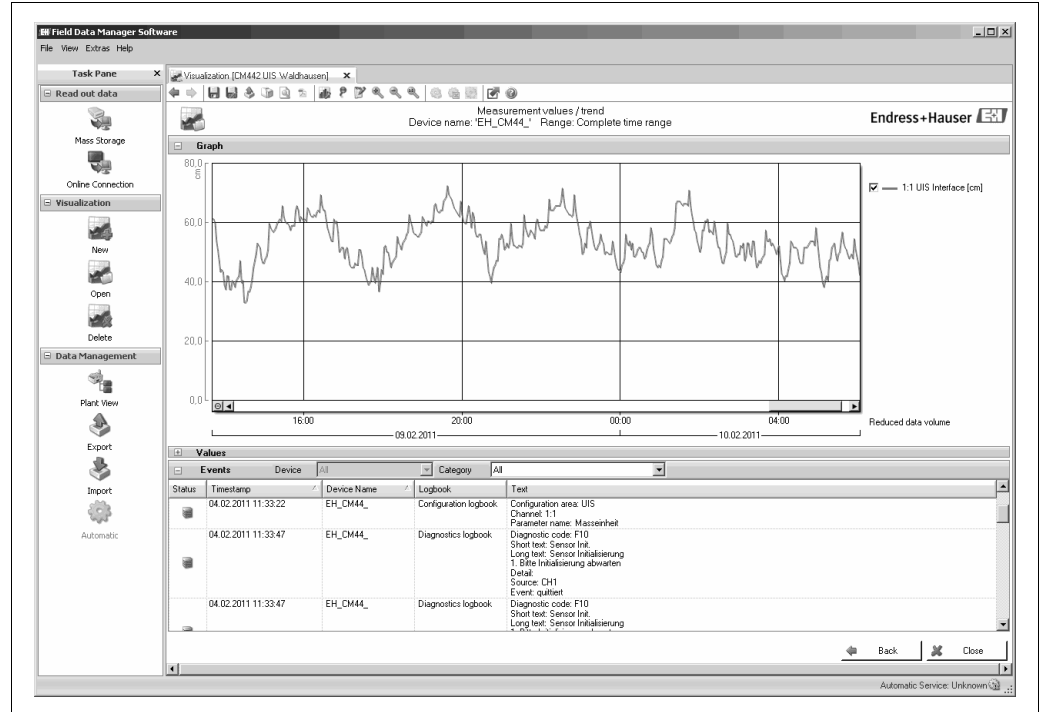 Field Data Manager Software
File View Extras Help
Task Pane
Read out data
Mass Storage
Online Connection
Visualization
New
Open
Delete
Data Management
Plant View
Export
Import
Automatic
Visualization [CM442 UIS Waldhausen]
Measurement values / trend
Device name: 'EH_CM44_' Range: Complete time range
Endress+Hauser EH
Graph
80,0
cm
60,0
40,0
20,0
0,0
16:00 20:00 00:00 04:00
09.02.2011 10.02.2011
1:1 UIS Interface [cm]
Reduced data volume
Values
Events Device All Category All
Status Timestamp Device Name Logbook Text
04.02.2011 11:33:22 EH_CM44_ Configuration logbook Configuration area: UIS
Channel: 1:1
Parameter name: Masseinheit
04.02.2011 11:33:47 EH_CM44_ Diagnostics logbook Diagnostic code: F10
Short text: Sensor Init.
Long text: Sensor Initialisierung
1. Bitte Initialisierung abwarten
Detail:
Source: CH1
Event: quittiert
04.02.2011 11:33:47 EH_CM44_ Diagnostics logbook Diagnostic code: F10
Short text: Sensor Init.
Long text: Sensor Initialisierung
Back Close
Automatic Service: Unknown